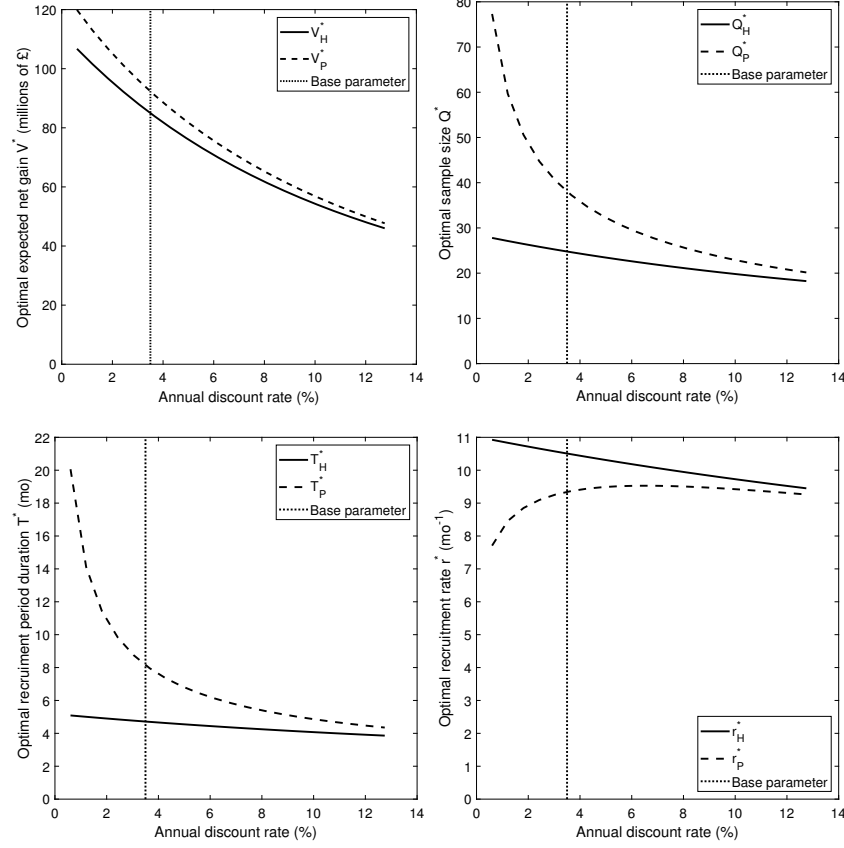 Optimal expected net gain V* (millions of £)
120
100
80
60
40
20
0
0 2 4 6 8 10 12 14
Annual discount rate (%)
V*H
V*P
Base parameter
Optimal sample size Q*
80
70
60
50
40
30
20
10
0
0 2 4 6 8 10 12 14
Annual discount rate (%)
Q*H
Q*P
Base parameter
Optimal recruiment period duration T* (mo)
22
20
18
16
14
12
10
8
6
4
2
0
0 2 4 6 8 10 12 14
Annual discount rate (%)
T*H
T*P
Base parameter
Optimal recruitment rate r* (mo-1)
11
10
9
8
7
6
5
4
3
2
1
0
0 2 4 6 8 10 12 14
Annual discount rate (%)
r*H
r*P
Base parameter